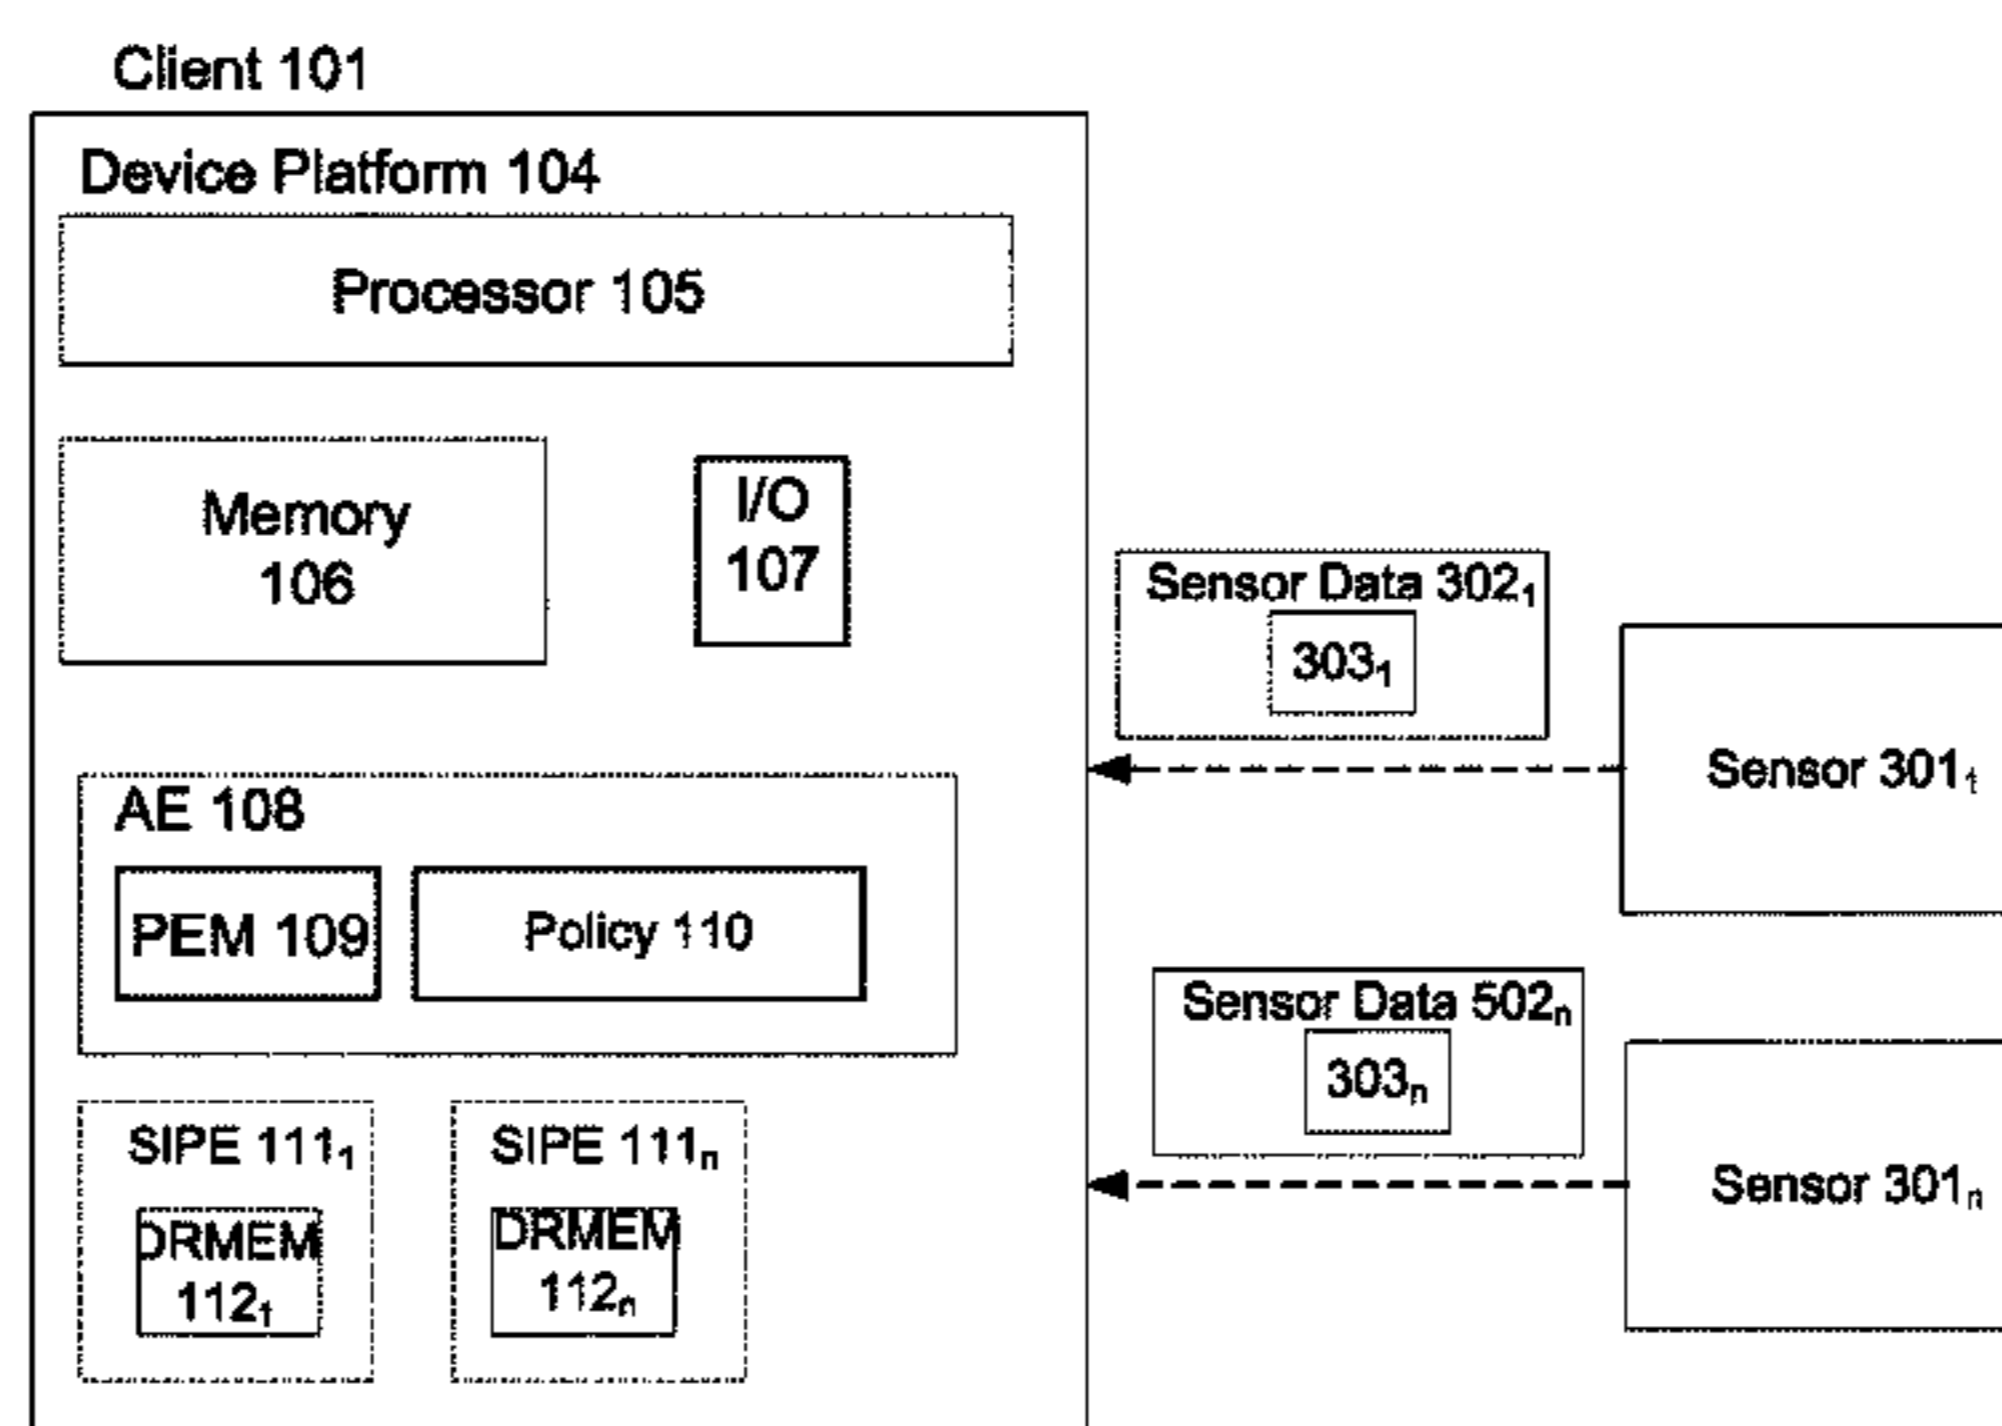 Client 101
Device Platform 104
Processor 105
Memory
106
I/O
107
Sensor Data 302₁
303₁
Sensor 301₁
AE 108
PEM 109
Policy 110
Sensor Data 502ₙ
303ₙ
Sensor 301ₙ
SIPE 111₁
DRMEM
112₁
SIPE 111ₙ
DRMEM
112ₙ